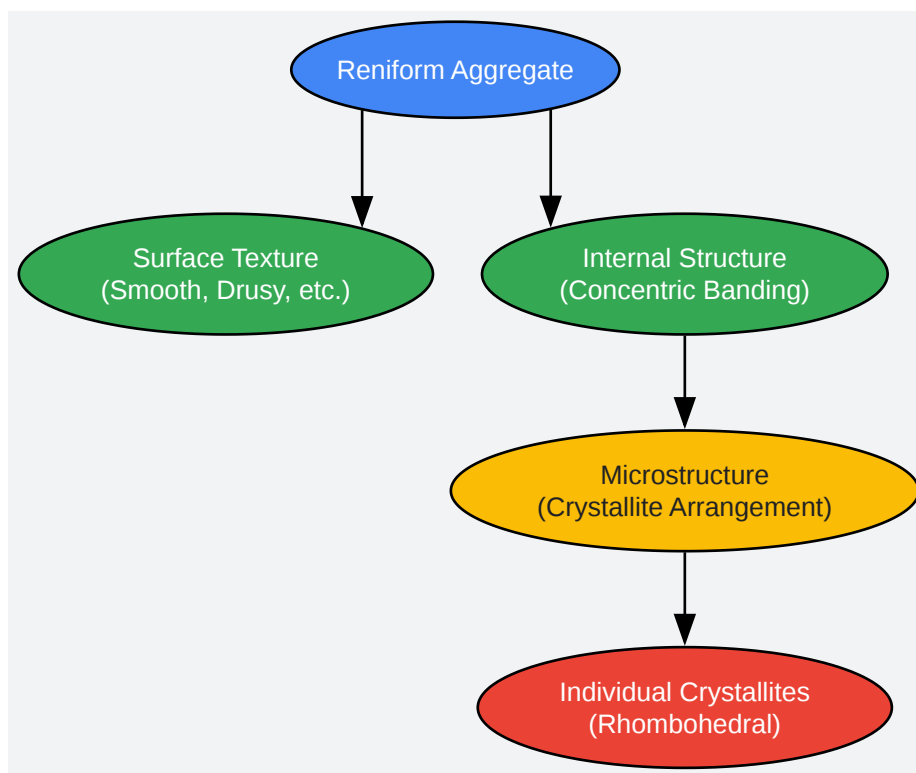 Reniform Aggregate
Surface Texture
(Smooth, Drusy, etc.)
Internal Structure
(Concentric Banding)
Microstructure
(Crystallite Arrangement)
Individual Crystallites
(Rhombohedral)